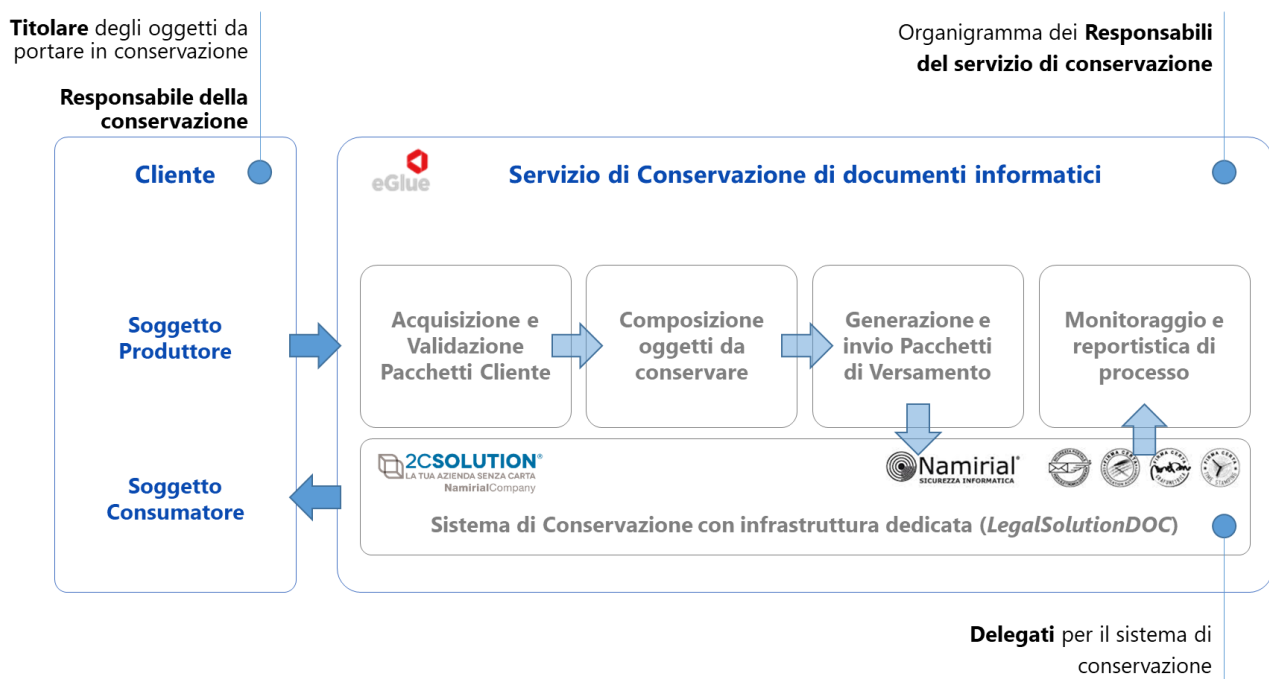 Titolare degli oggetti da
portare in conservazione
Responsabile della
conservazione
Organigramma dei Responsabili
del servizio di conservazione
Cliente
eGlue
Servizio di Conservazione di documenti informatici
Soggetto
Produttore
Acquisizione e
Validazione
Pacchetti Cliente
Composizione
oggetti da
conservare
Generazione e
invio Pacchetti
di Versamento
Monitoraggio e
reportistica di
processo
Soggetto
Consumatore
2CSOLUTION®
LA TUA AZIENDA SENZA CARTA
NamirialCompany
Namirial®
SICUREZZA INFORMATICA
Sistema di Conservazione con infrastruttura dedicata (LegalSolutionDOC)
Delegati per il sistema di
conservazione